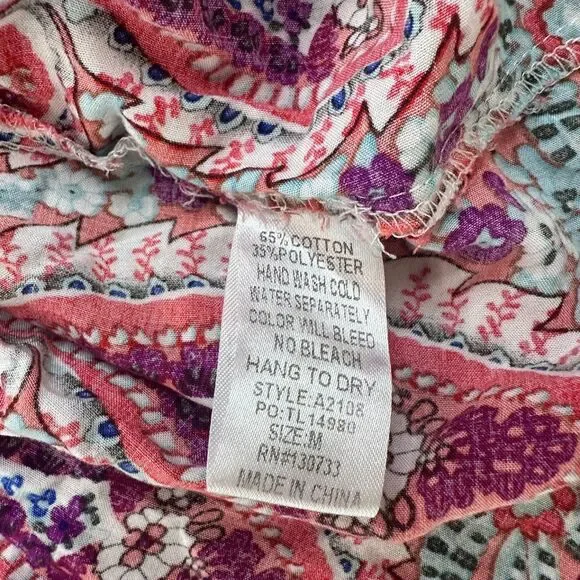 65% COTTON
35% POLYESTER
HAND WASH COLD
WATER SEPARATELY
COLOR WILL BLEED
NO BLEACH
HANG TO DRY
STYLE:A2108
PO:TL14980
SIZE:M
RN#130733
MADE IN CHINA